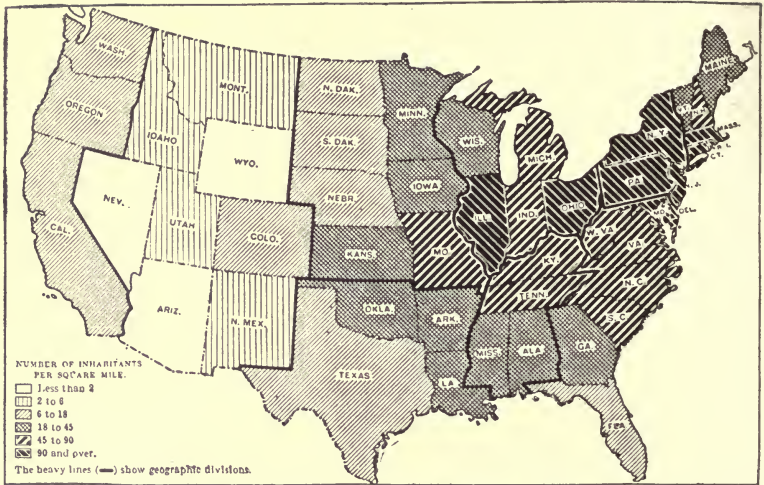 WASH.
OREGON
CAL.
NEV.
IDAHO
MONT.
WYO.
UTAH
COLO.
ARIZ.
N. MEX.
N. DAK.
S. DAK.
NEBR.
KANS.
OKLA.
TEXAS
MINN.
IOWA
MO.
ARK.
LA
WIS.
ILL.
MICH.
IND.
OHIO
KY.
TENN.
MISS.
ALA.
GA.
FLA
S.C
N.C.
VA.
W.VA
MD.
DEL.
PA.
N.J.
N.Y.
CT.
R.I.
MASS.
VT.
N.H.
MAINE
NUMBER OF INHABITANTS
PER SQUARE MILE.
Less than 2
2 to 6
6 to 18
18 to 45
45 to 90
90 and over.
The heavy lines (▬) show geographic divisions.